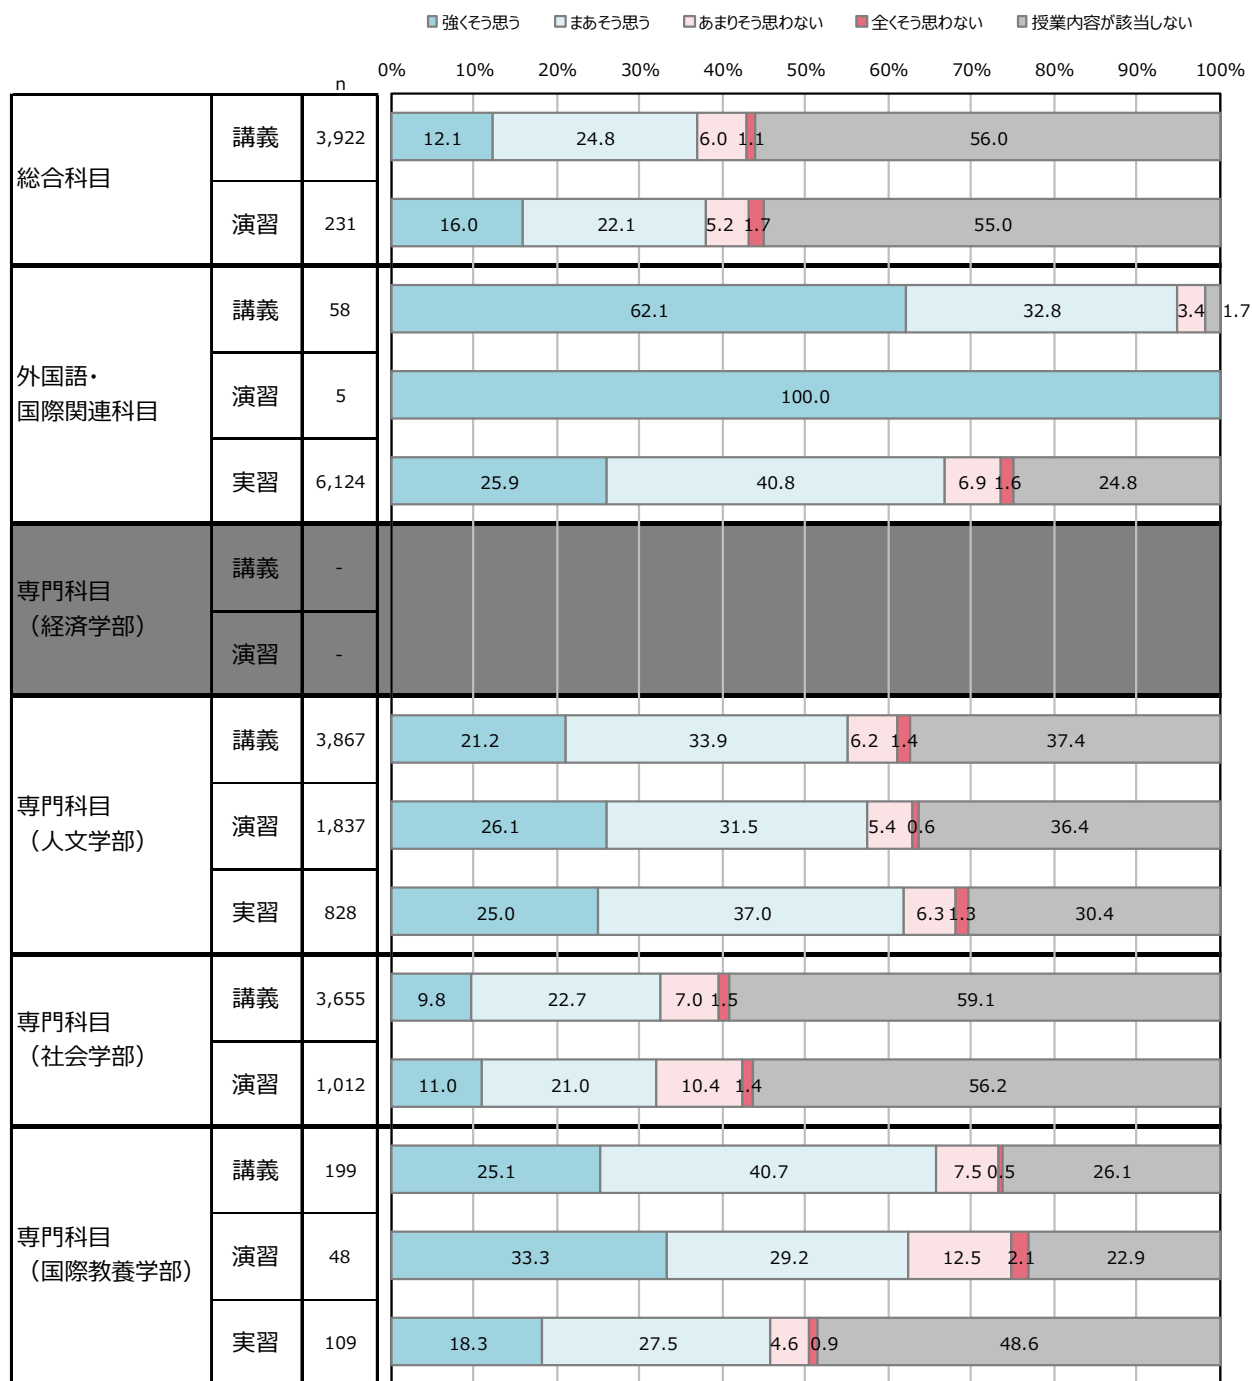 強くそう思う まあそう思う あまりそう思わない 全くそう思わない 授業内容が該当しない
n 0% 10% 20% 30% 40% 50% 60% 70% 80% 90% 100%
総合科目
講義 3,922 12.1 24.8 6.0 1.1 56.0
演習 231 16.0 22.1 5.2 1.7 55.0
外国語・
国際関連科目
講義 58 62.1 32.8 3.4 1.7
演習 5 100.0
実習 6,124 25.9 40.8 6.9 1.6 24.8
専門科目
（経済学部）
講義 -
演習 -
専門科目
（人文学部）
講義 3,867 21.2 33.9 6.2 1.4 37.4
演習 1,837 26.1 31.5 5.4 0.6 36.4
実習 828 25.0 37.0 6.3 1.3 30.4
専門科目
（社会学部）
講義 3,655 9.8 22.7 7.0 1.5 59.1
演習 1,012 11.0 21.0 10.4 1.4 56.2
専門科目
（国際教養学部）
講義 199 25.1 40.7 7.5 0.5 26.1
演習 48 33.3 29.2 12.5 2.1 22.9
実習 109 18.3 27.5 4.6 0.9 48.6